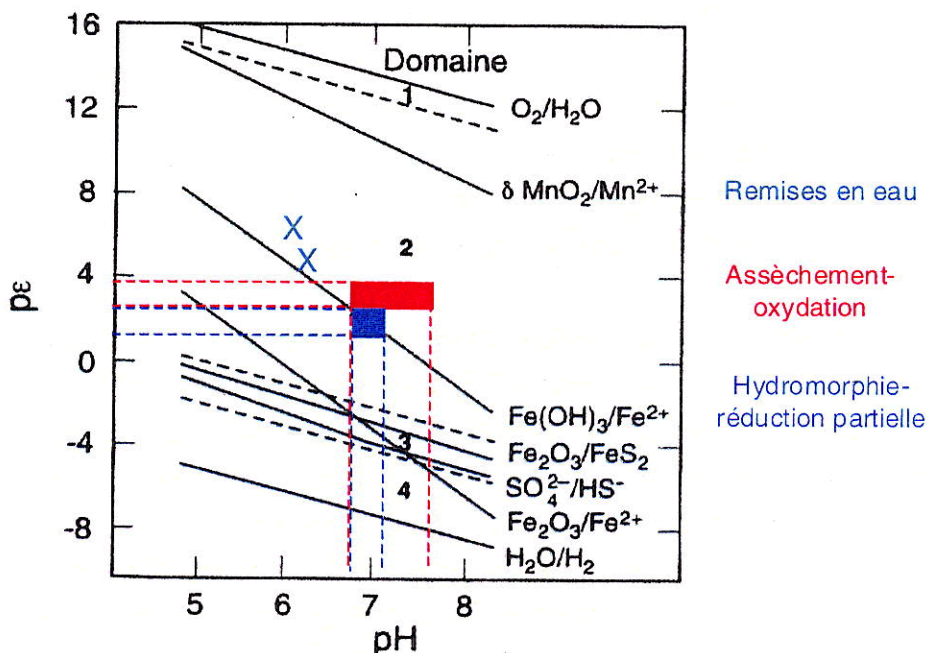 16
12
8
4
0
-4
-8
pε
5 6 7 8
pH
Domaine
1
2
3
4
X
X
O₂/H₂O
δ MnO₂/Mn²⁺
Fe(OH)₃/Fe²⁺
Fe₂O₃/FeS₂
SO₄²⁻/HS⁻
Fe₂O₃/Fe²⁺
H₂O/H₂
Remises en eau
Assèchement-
oxydation
Hydromorphie-
réduction partielle